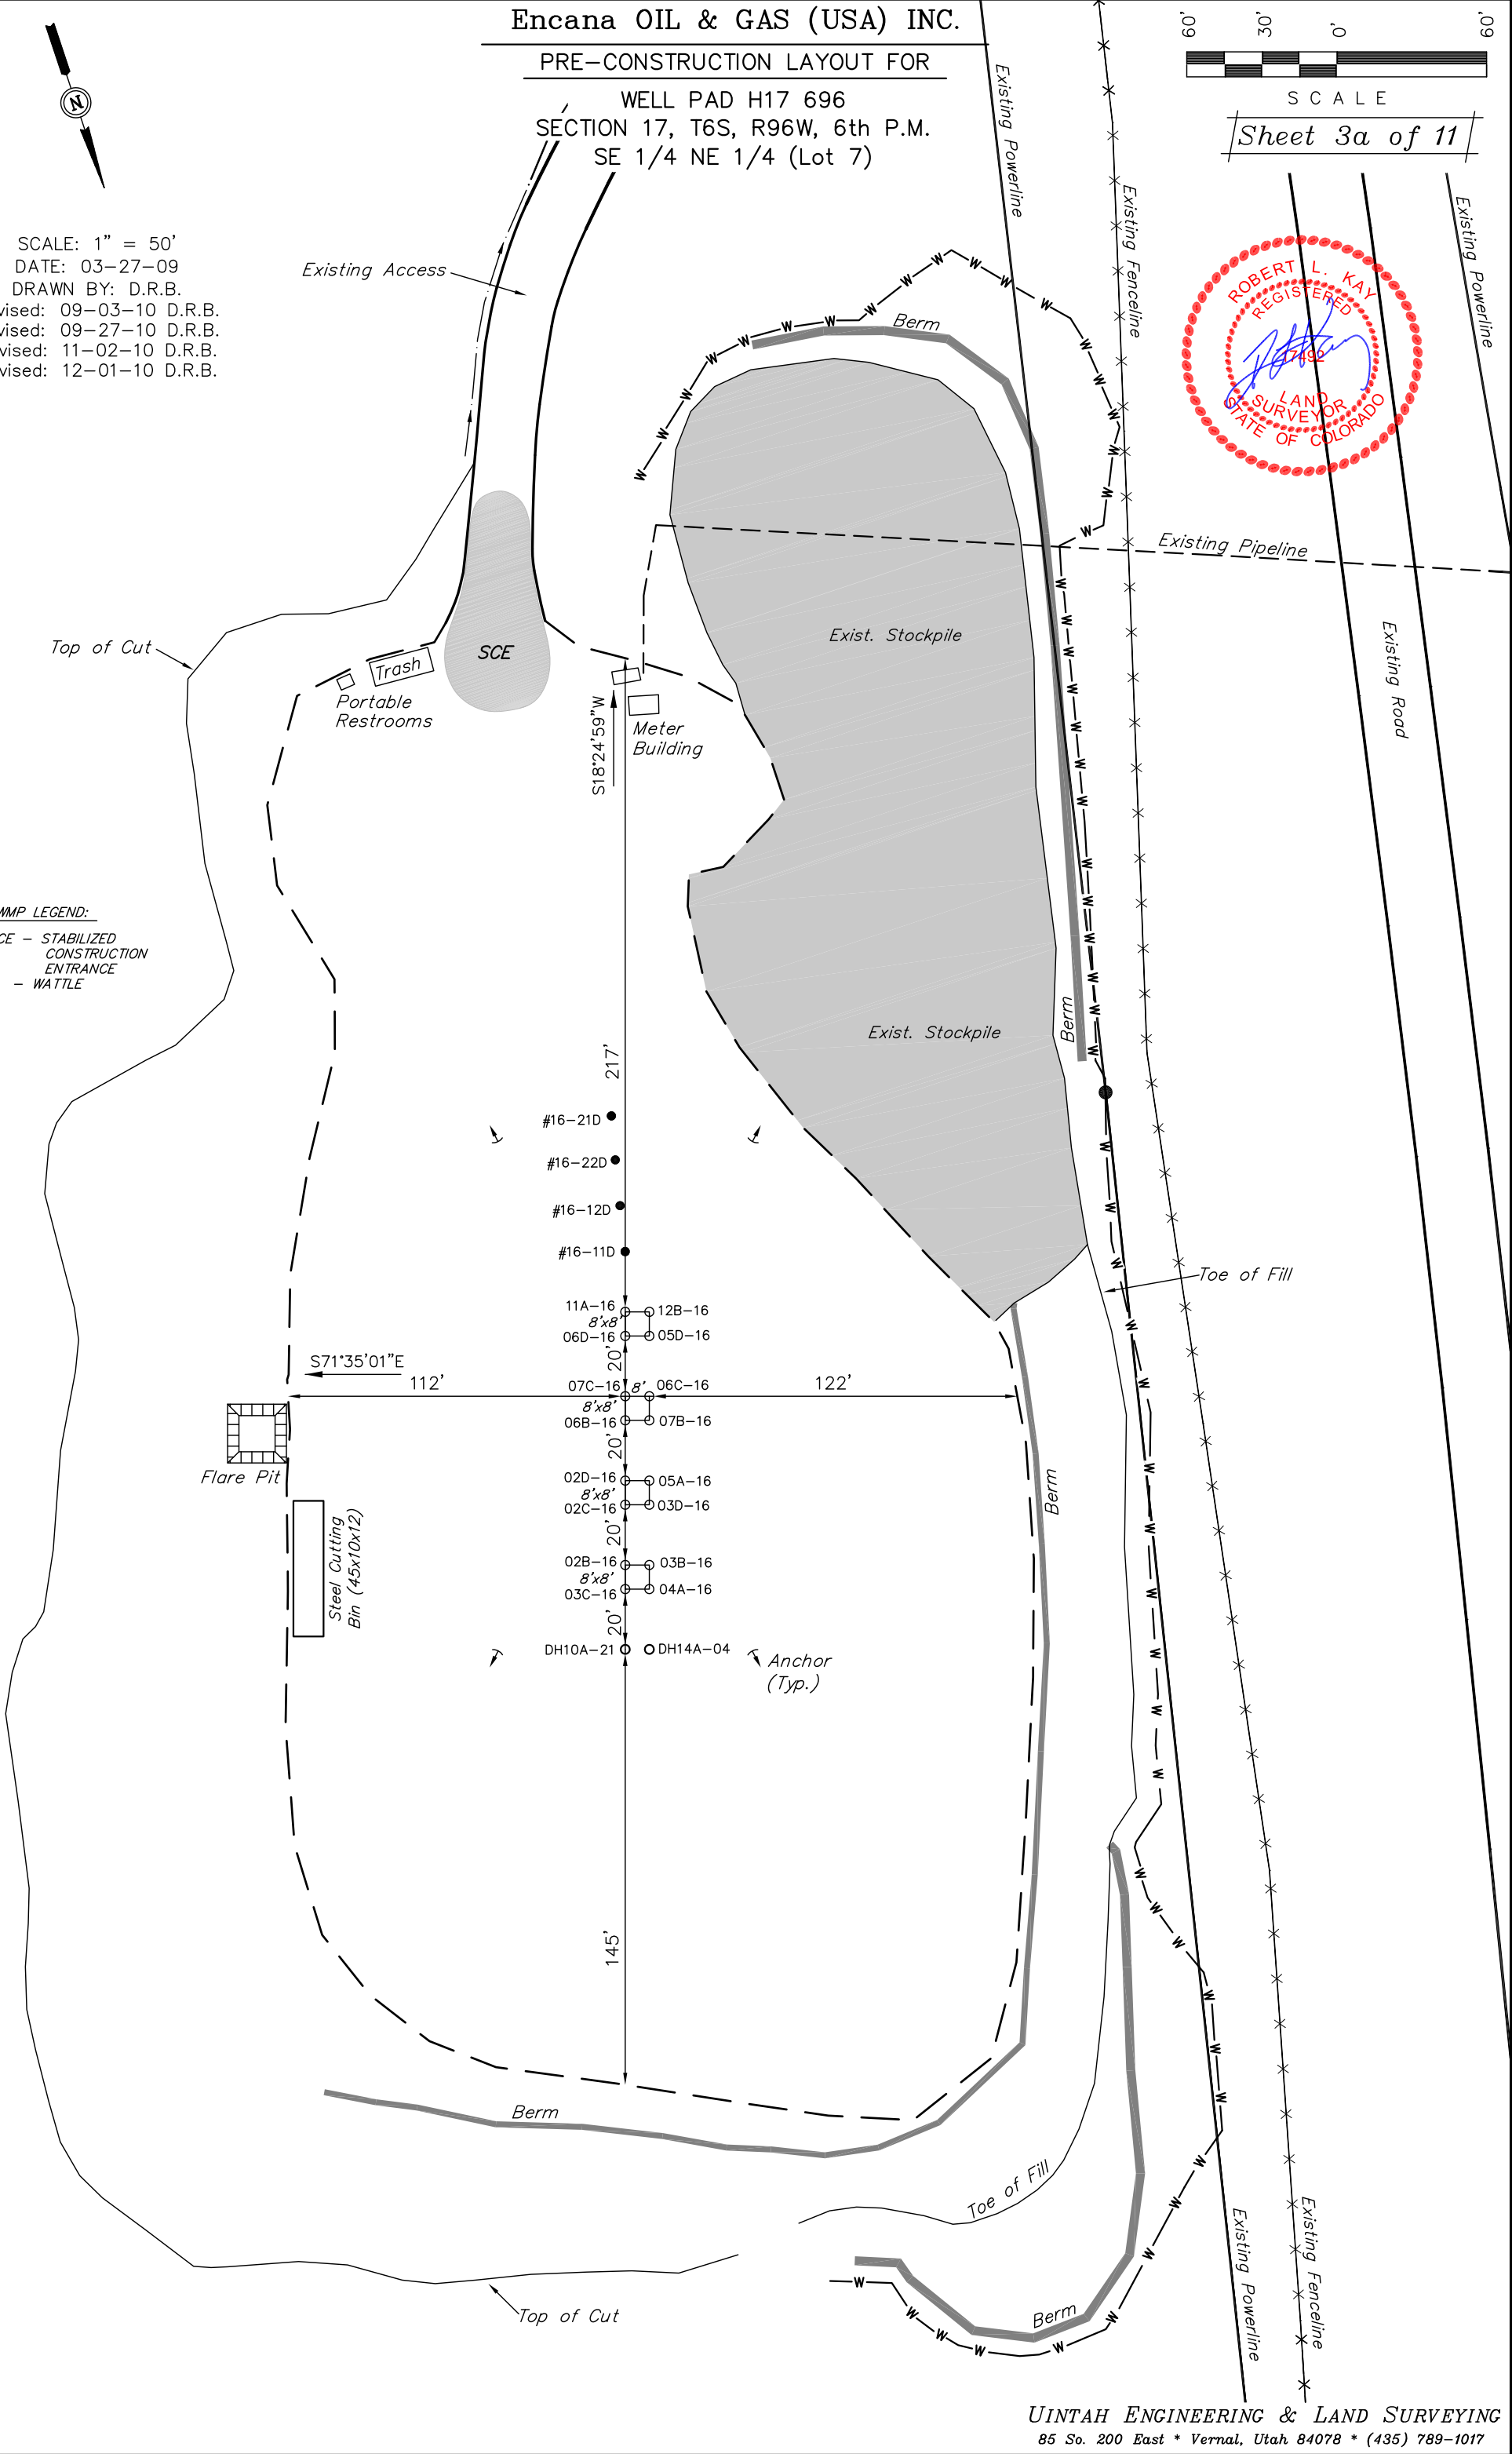 Encana OIL & GAS (USA) INC.
PRE-CONSTRUCTION LAYOUT FOR
WELL PAD H17 696
SECTION 17, T6S, R96W, 6th P.M.
SE 1/4 NE 1/4 (Lot 7)
60'
30'
0'
60'
SCALE
Sheet 3a of 11
N
SCALE: 1" = 50'
DATE: 03-27-09
DRAWN BY: D.R.B.
vised: 09-03-10 D.R.B.
vised: 09-27-10 D.R.B.
vised: 11-02-10 D.R.B.
vised: 12-01-10 D.R.B.
Existing Access
Existing Powerline
Existing Fenceline
Existing Powerline
ROBERT L. KAY
REGISTERED
7492
LAND
SURVEYOR
STATE OF COLORADO
Berm
Existing Pipeline
Exist. Stockpile
Existing Road
Top of Cut
Trash
SCE
Portable
Restrooms
Meter
Building
S18°24'59"W
WMP LEGEND:
CE - STABILIZED
CONSTRUCTION
ENTRANCE
- WATTLE
Exist. Stockpile
Berm
217'
#16-21D
#16-22D
#16-12D
#16-11D
Toe of Fill
11A-16
12B-16
8'x8'
06D-16
05D-16
20'
S71°35'01"E
112'
07C-16
8'
06C-16
122'
8'x8'
06B-16
07B-16
20'
Flare Pit
02D-16
05A-16
8'x8'
02C-16
03D-16
Berm
20'
Steel Cutting
Bin (45x10x12)
02B-16
03B-16
8'x8'
03C-16
04A-16
20'
DH10A-21
DH14A-04
Anchor
(Typ.)
145'
Berm
Toe of Fill
Existing Powerline
Existing Fenceline
Top of Cut
Berm
UINTAH ENGINEERING & LAND SURVEYING
85 So. 200 East * Vernal, Utah 84078 * (435) 789-1017